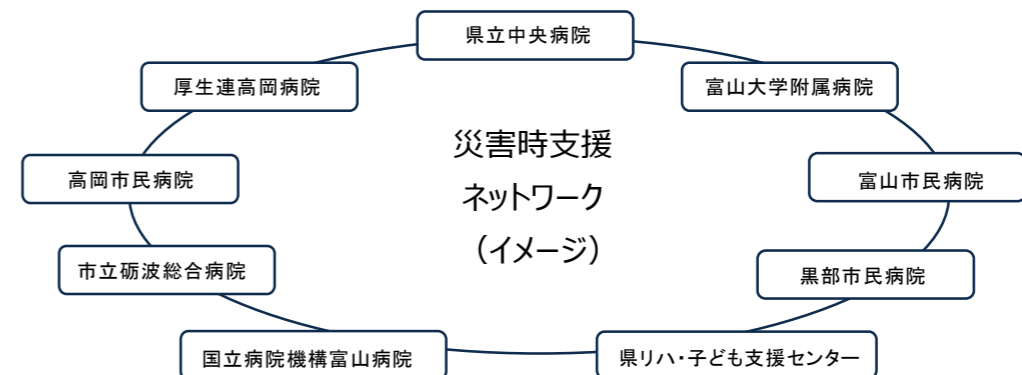 県立中央病院
厚生連高岡病院
富山大学附属病院
災害時支援
ネットワーク
（イメージ）
高岡市民病院
富山市民病院
市立砺波総合病院
黒部市民病院
国立病院機構富山病院
県リハ・子ども支援センター